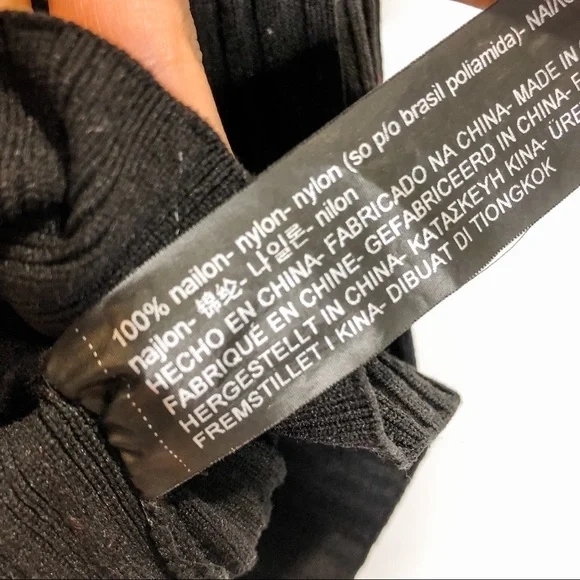 100% nailon- nylon- nylon (so p/o brasil poliamida)- NAIЛO
najlon- 锦纶- 나일론- nilon
HECHO EN CHINA- FABRICADO NA CHINA- MADE IN
FABRIQUÉ EN CHINE- GEFABRICEERD IN CHINA- F
HERGESTELLT IN CHINA- ΚΑΤΑΣΚΕΥΗ ΚΙΝΑ- ÜRE
FREMSTILLET I KINA- DIBUAT DI TIONGKOK